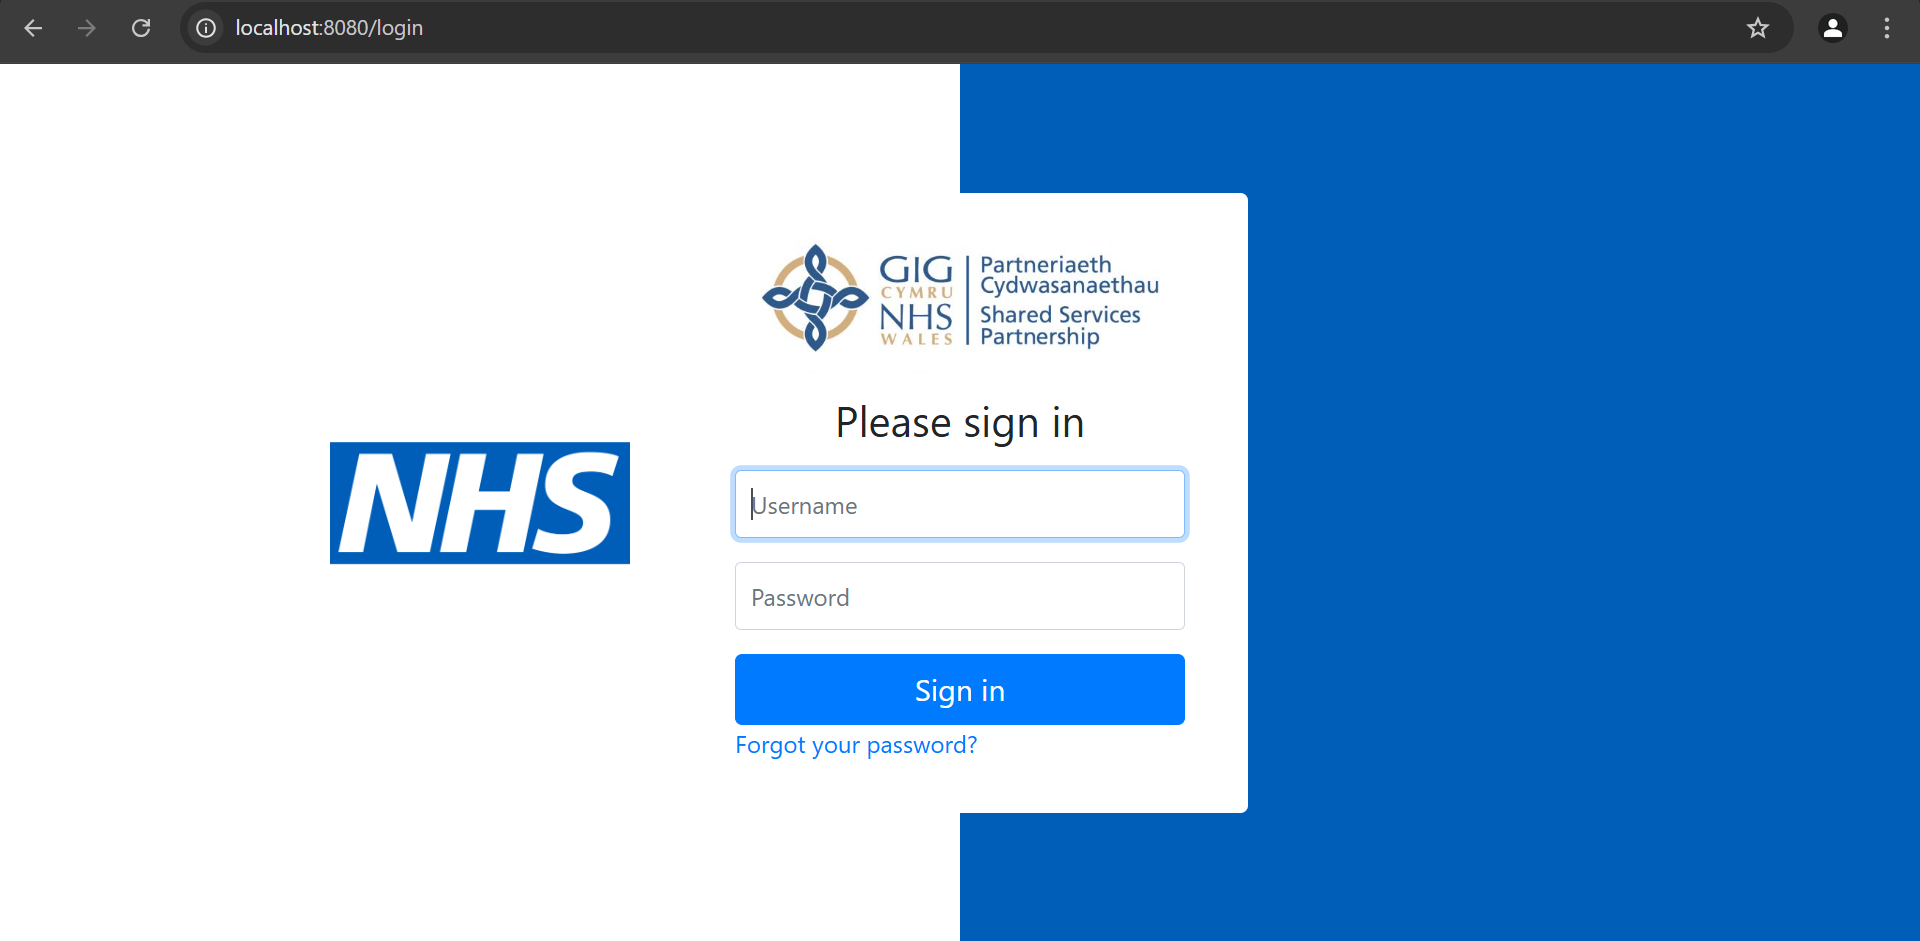 localhost:8080/login
GIG
CYMRU
NHS
WALES
Partneriaeth
Cydwasanaethau
Shared Services
Partnership
Please sign in
NHS
Username
Password
Sign in
Forgot your password?